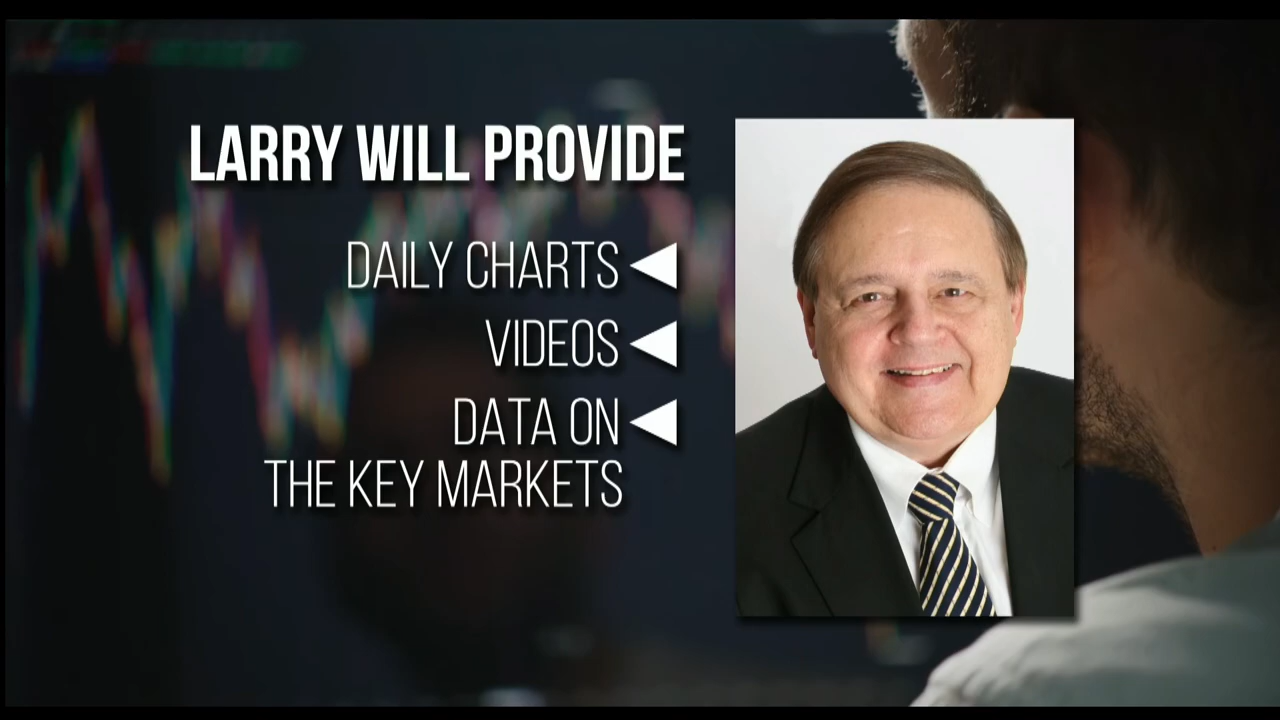 LARRY WILL PROVIDE
DAILY CHARTS
VIDEOS
DATA ON
THE KEY MARKETS